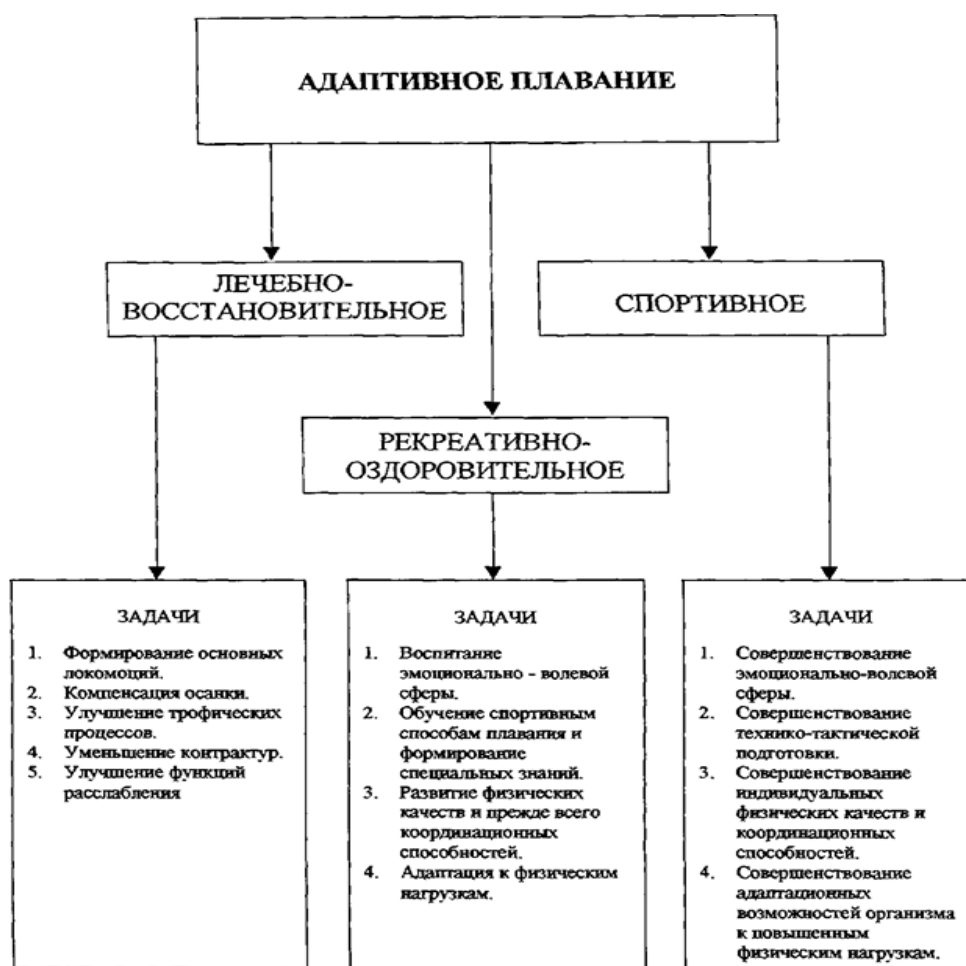 АДАПТИВНОЕ ПЛАВАНИЕ
ЛЕЧЕБНО-
ВОССТАНОВИТЕЛЬНОЕ
СПОРТИВНОЕ
РЕКРЕАТИВНО-
ОЗДОРОВИТЕЛЬНОЕ
ЗАДАЧИ
1. Формирование основных
локомоций.
2. Компенсация осанки.
3. Улучшение трофических
процессов.
4. Уменьшение контрактур.
5. Улучшение функций
расслабления
ЗАДАЧИ
1. Воспитание
эмоционально - волевой
сферы.
2. Обучение спортивным
способам плавания и
формирование
специальных знаний.
3. Развитие физических
качеств и прежде всего
координационных
способностей.
4. Адаптация к физическим
нагрузкам.
ЗАДАЧИ
1. Совершенствование
эмоционально-волевой
сферы.
2. Совершенствование
технико-тактической
подготовки.
3. Совершенствование
индивидуальных
физических качеств и
координационных
способностей.
4. Совершенствование
адаптационных
возможностей организма
к повышенным
физическим нагрузкам.